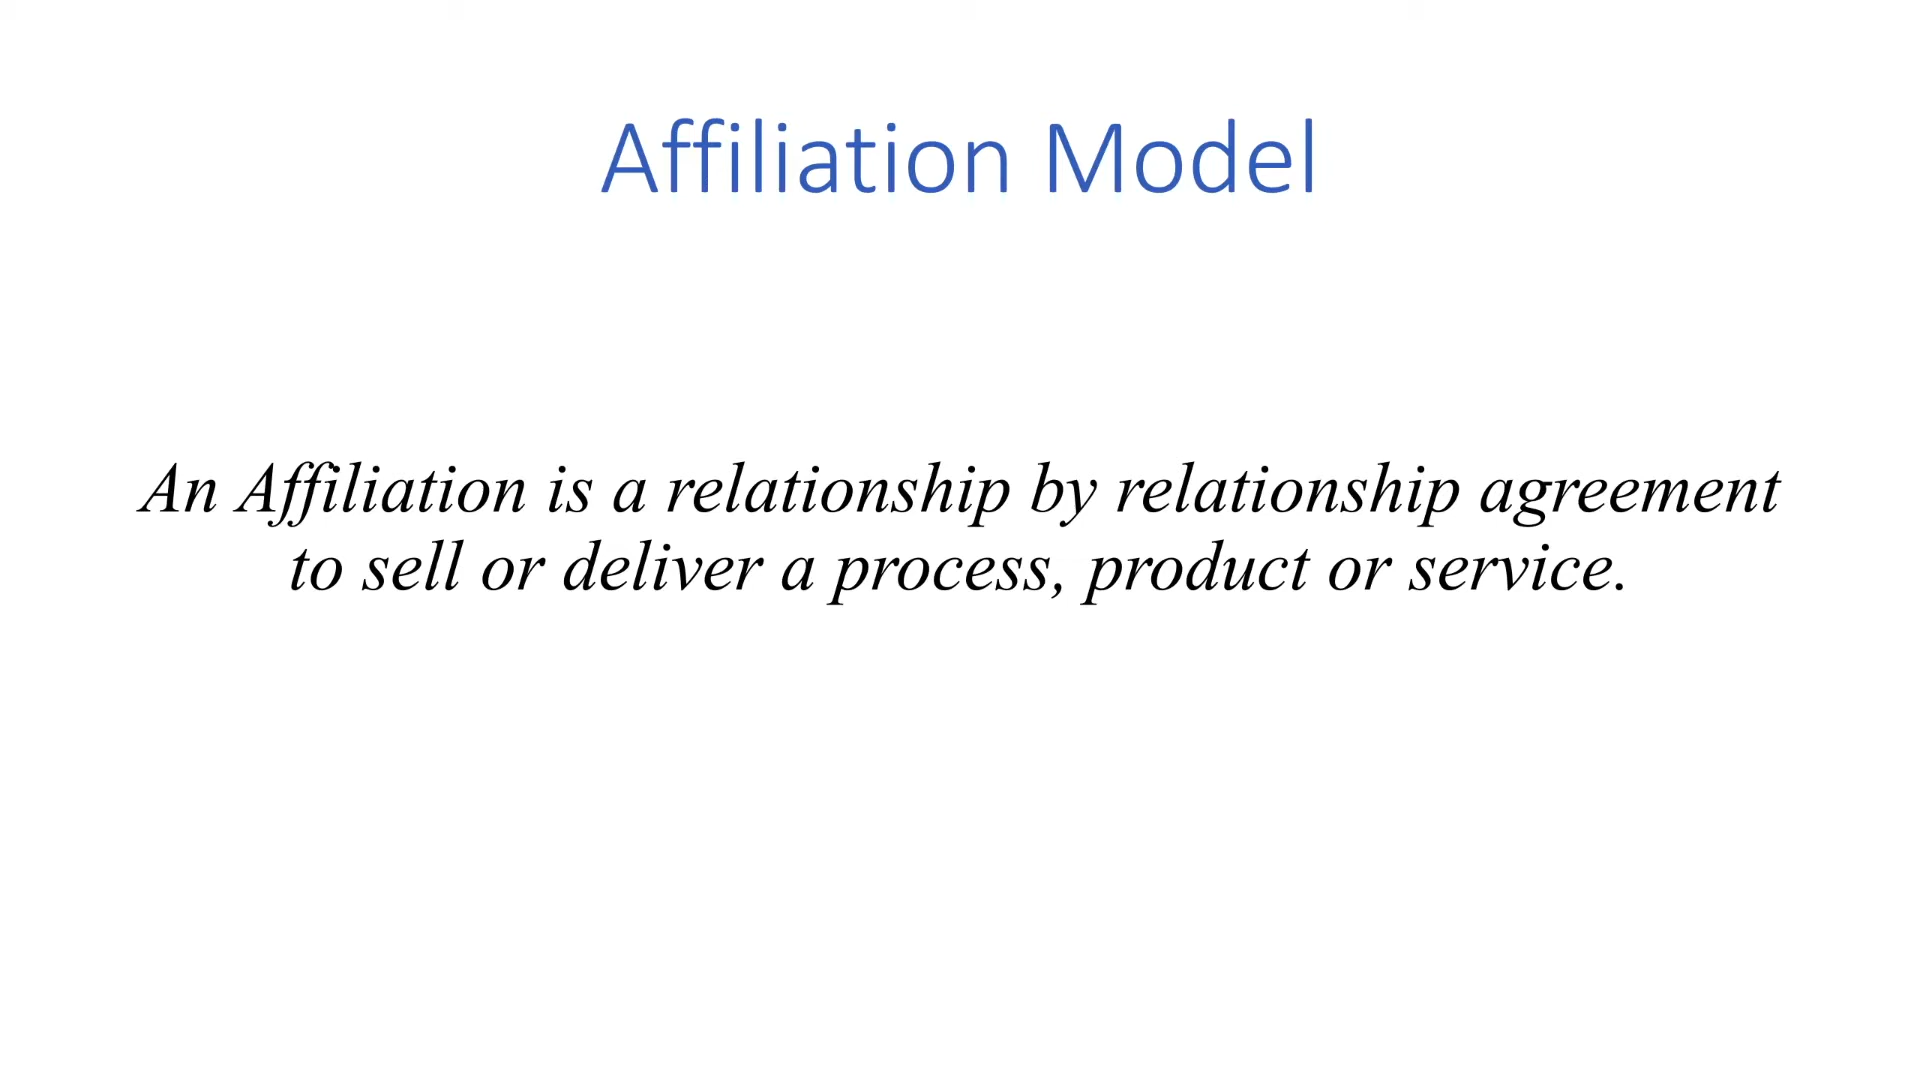 Affiliation Model
An Affiliation is a relationship by relationship agreement
to sell or deliver a process, product or service.